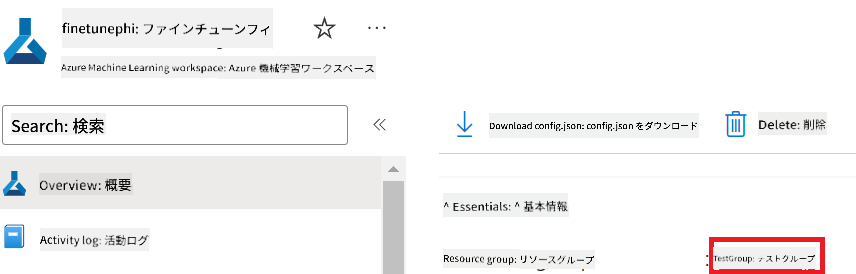 finetunephi: ファインチューンフィ
Azure Machine Learning workspace: Azure 機械学習ワークスペース
Search: 検索
Download config.json: config.json をダウンロード
Delete: 削除
Overview: 概要
^ Essentials: ^ 基本情報
Activity log: 活動ログ
Resource group: リソースグループ
: TestGroup: テストグループ